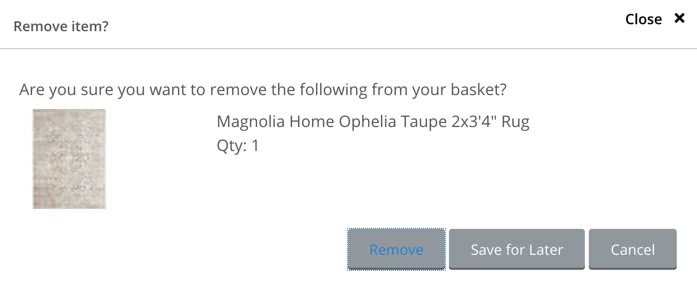 Remove item?
Close ×
Are you sure you want to remove the following from your basket?
Magnolia Home Ophelia Taupe 2x3'4" Rug
Qty: 1
Remove
Save for Later
Cancel